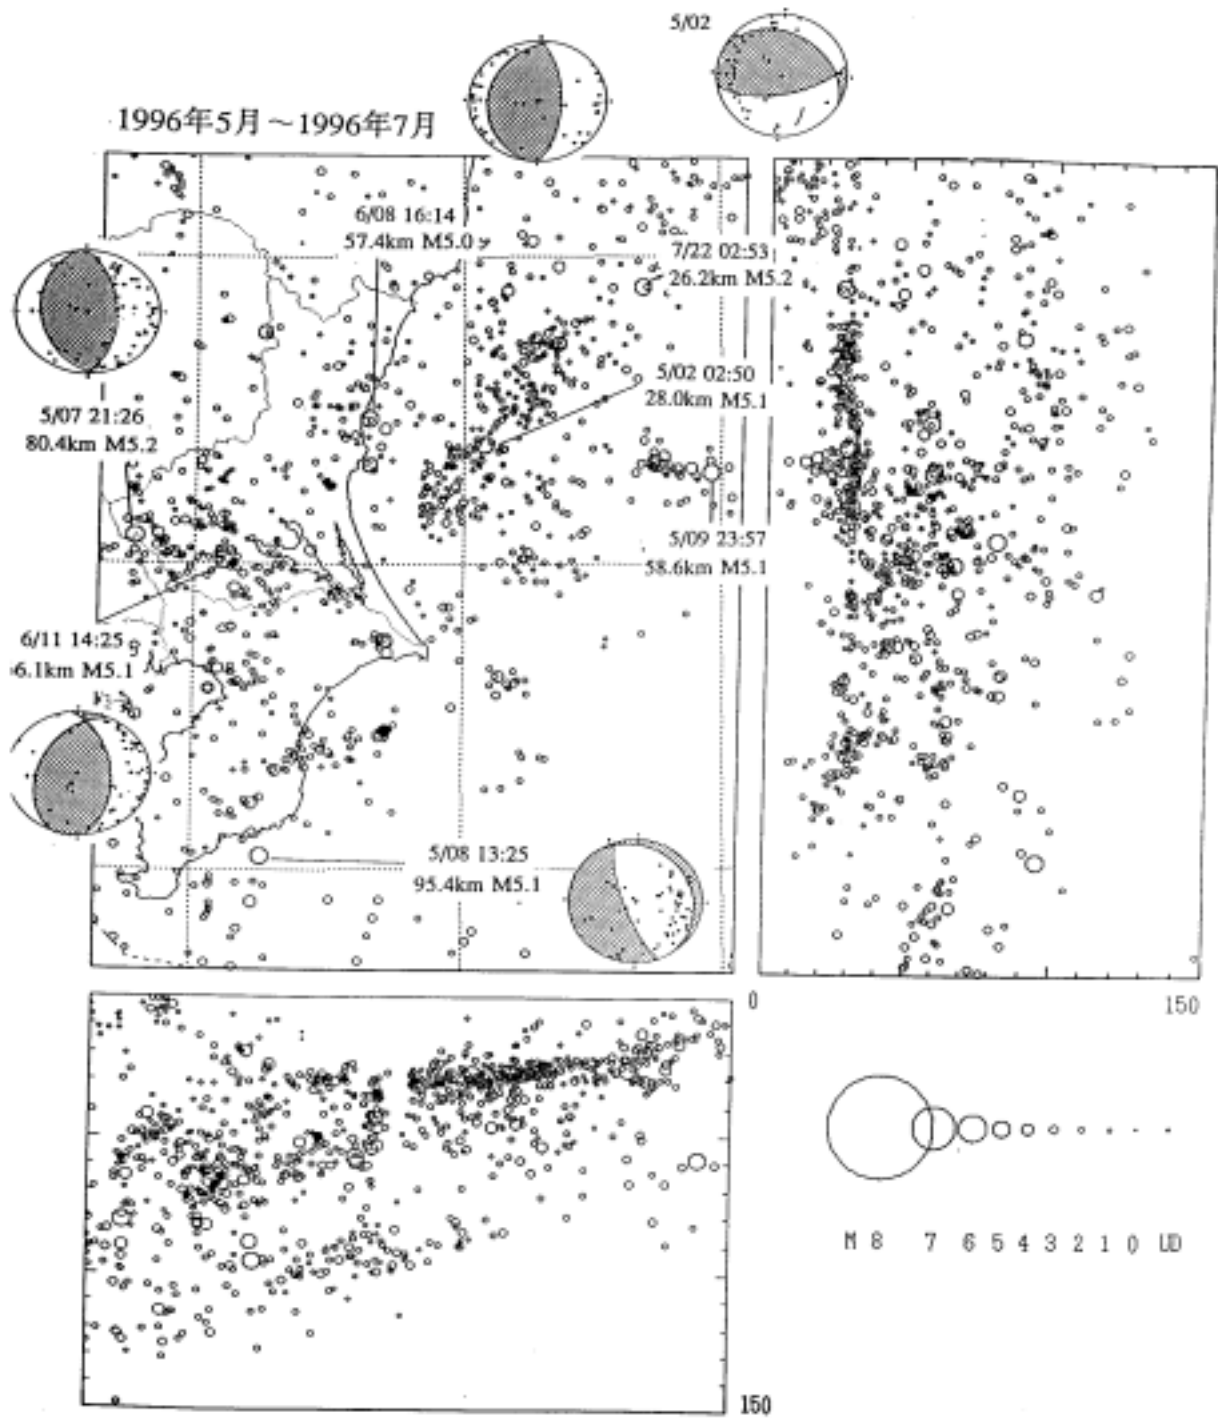 5/02
1996年5月～1996年7月
6/08 16:14
57.4km M5.0
7/22 02:53
26.2km M5.2
5/02 02:50
28.0km M5.1
5/07 21:26
80.4km M5.2
5/09 23:57
58.6km M5.1
6/11 14:25
6.1km M5.1
5/08 13:25
95.4km M5.1
0
150
150
M 8 7 6 5 4 3 2 1 0 UD